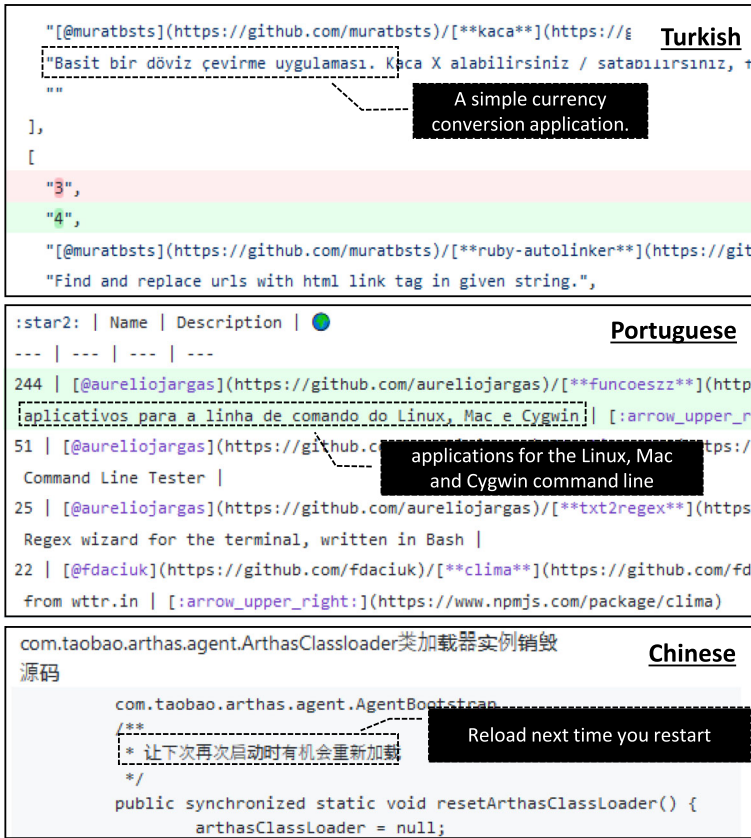 "[@muratbsts](https://github.com/muratbsts)/[**kaca**](https://g
Turkish
"Basit bir döviz çevirme uygulaması. Kaca X alabilirsiniz / satabilirsiniz,
""
A simple currency
conversion application.
],
[
"3",
"4",
"[@muratbsts](https://github.com/muratbsts)/[**ruby-autolinker**](https://git
"Find and replace urls with html link tag in given string.",
:star2: | Name | Description | 🌍
Portuguese
--- | --- | --- | ---
244 | [@aureliojargas](https://github.com/aureliojargas)/[**funcoeszz**](http
aplicativos para a linha de comando do Linux, Mac e Cygwin | [:arrow_upper_r
51 | [@aureliojargas](https://github.c
tps:/
applications for the Linux, Mac
and Cygwin command line
Command Line Tester |
25 | [@aureliojargas](https://github.com/aureliojargas)/[**txt2regex**](https
Regex wizard for the terminal, written in Bash |
22 | [@fdaciuk](https://github.com/fdaciuk)/[**clima**](https://github.com/fd
from wttr.in | [:arrow_upper_right:](https://www.npmjs.com/package/clima)
com.taobao.arthas.agent.ArthasClassloader类加载器实例销毁
源码
Chinese
com.taobao.arthas.agent.AgentBootstrap
/**
* 让下次再次启动时有机会重新加载
Reload next time you restart
*/
public synchronized static void resetArthasClassLoader() {
arthasClassLoader = null;